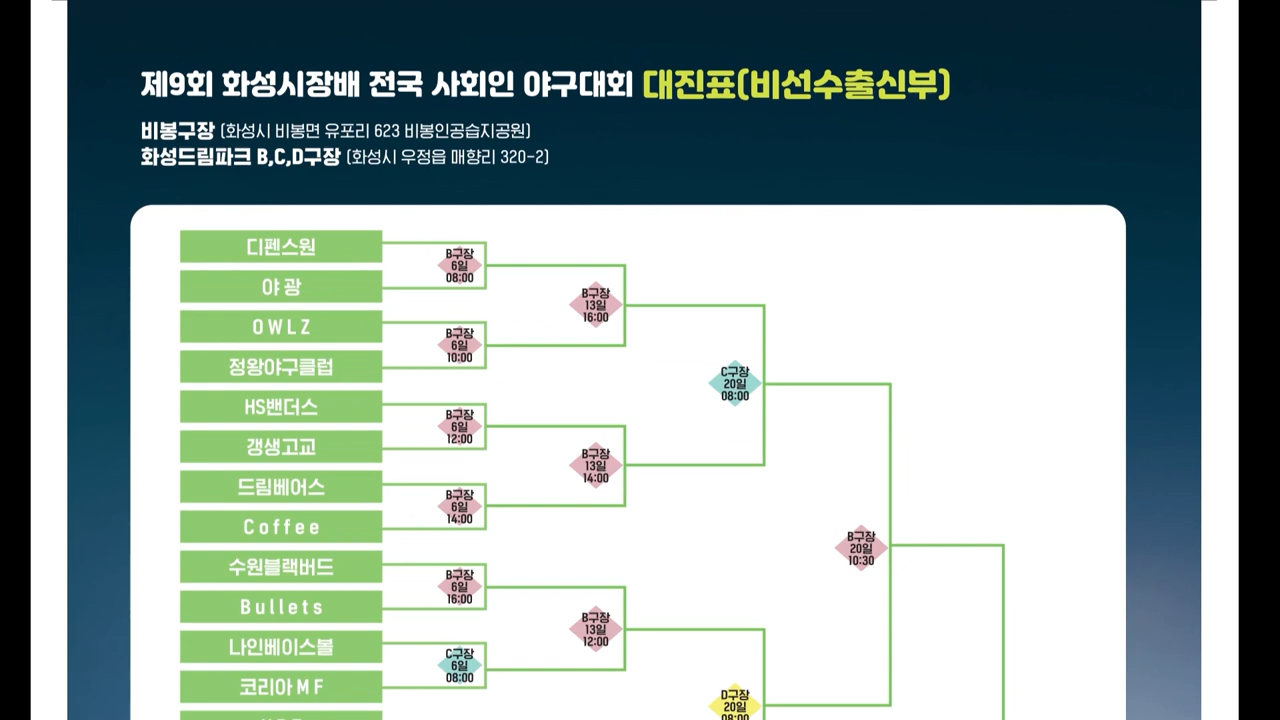 제9회 화성시장배 전국 사회인 야구대회 대진표(비선수출신부)
비봉구장 (화성시 비봉면 유포리 623 비봉인공습지공원)
화성드림파크 B,C,D구장 (화성시 우정읍 매향리 320-2)
디펜스원
야 광
O W L Z
정왕야구클럽
HS밴더스
갱생고교
드림베어스
C o f f e e
수원블랙버드
B u l l e t s
나인베이스볼
코리아 M F
B구장
6일
08:00
B구장
6일
10:00
B구장
6일
12:00
B구장
6일
14:00
B구장
6일
16:00
C구장
6일
08:00
B구장
13일
16:00
B구장
13일
14:00
B구장
13일
12:00
C구장
20일
08:00
D구장
20일
08:00
B구장
20일
10:30